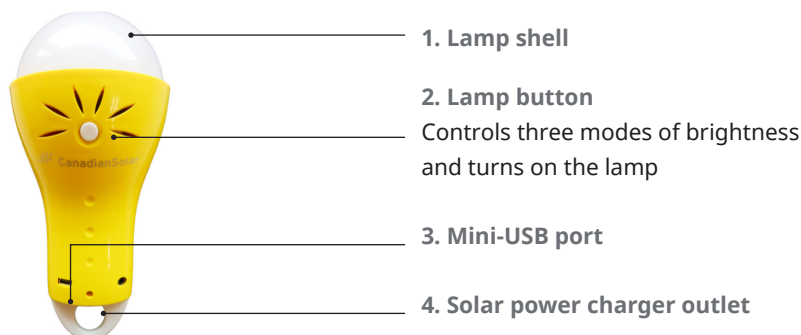 1. Lamp shell
2. Lamp button
Controls three modes of brightness
and turns on the lamp
CanadianSolar
3. Mini-USB port
4. Solar power charger outlet